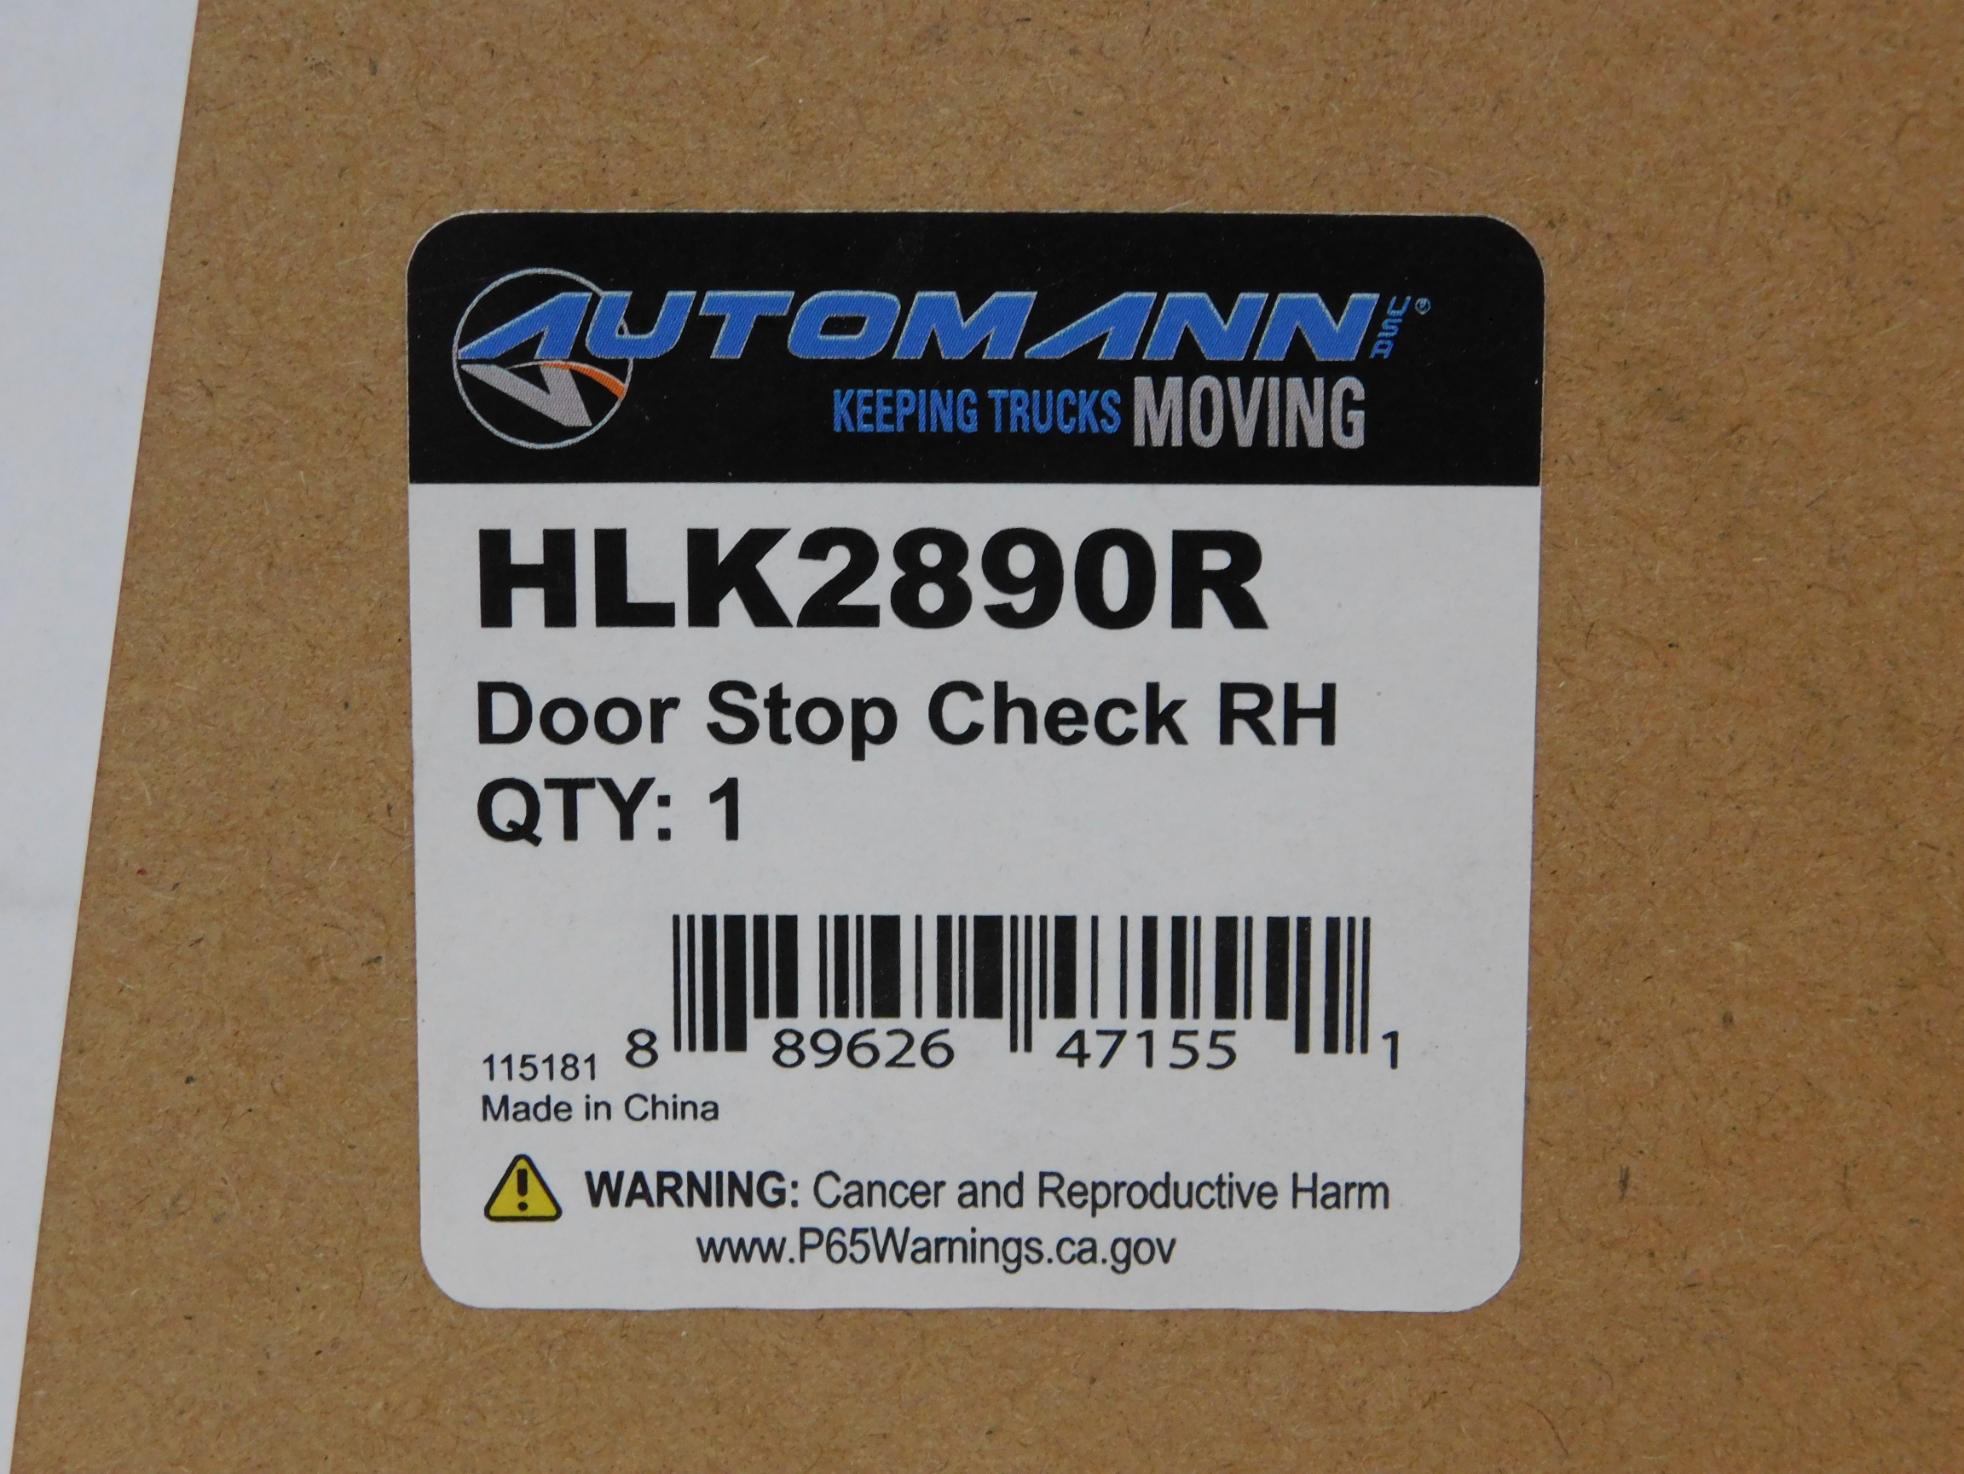 AUTOMANN USA®
KEEPING TRUCKS MOVING
HLK2890R
Door Stop Check RH
QTY: 1
8 89626 47155 1
115181
Made in China
WARNING: Cancer and Reproductive Harm
www.P65Warnings.ca.gov